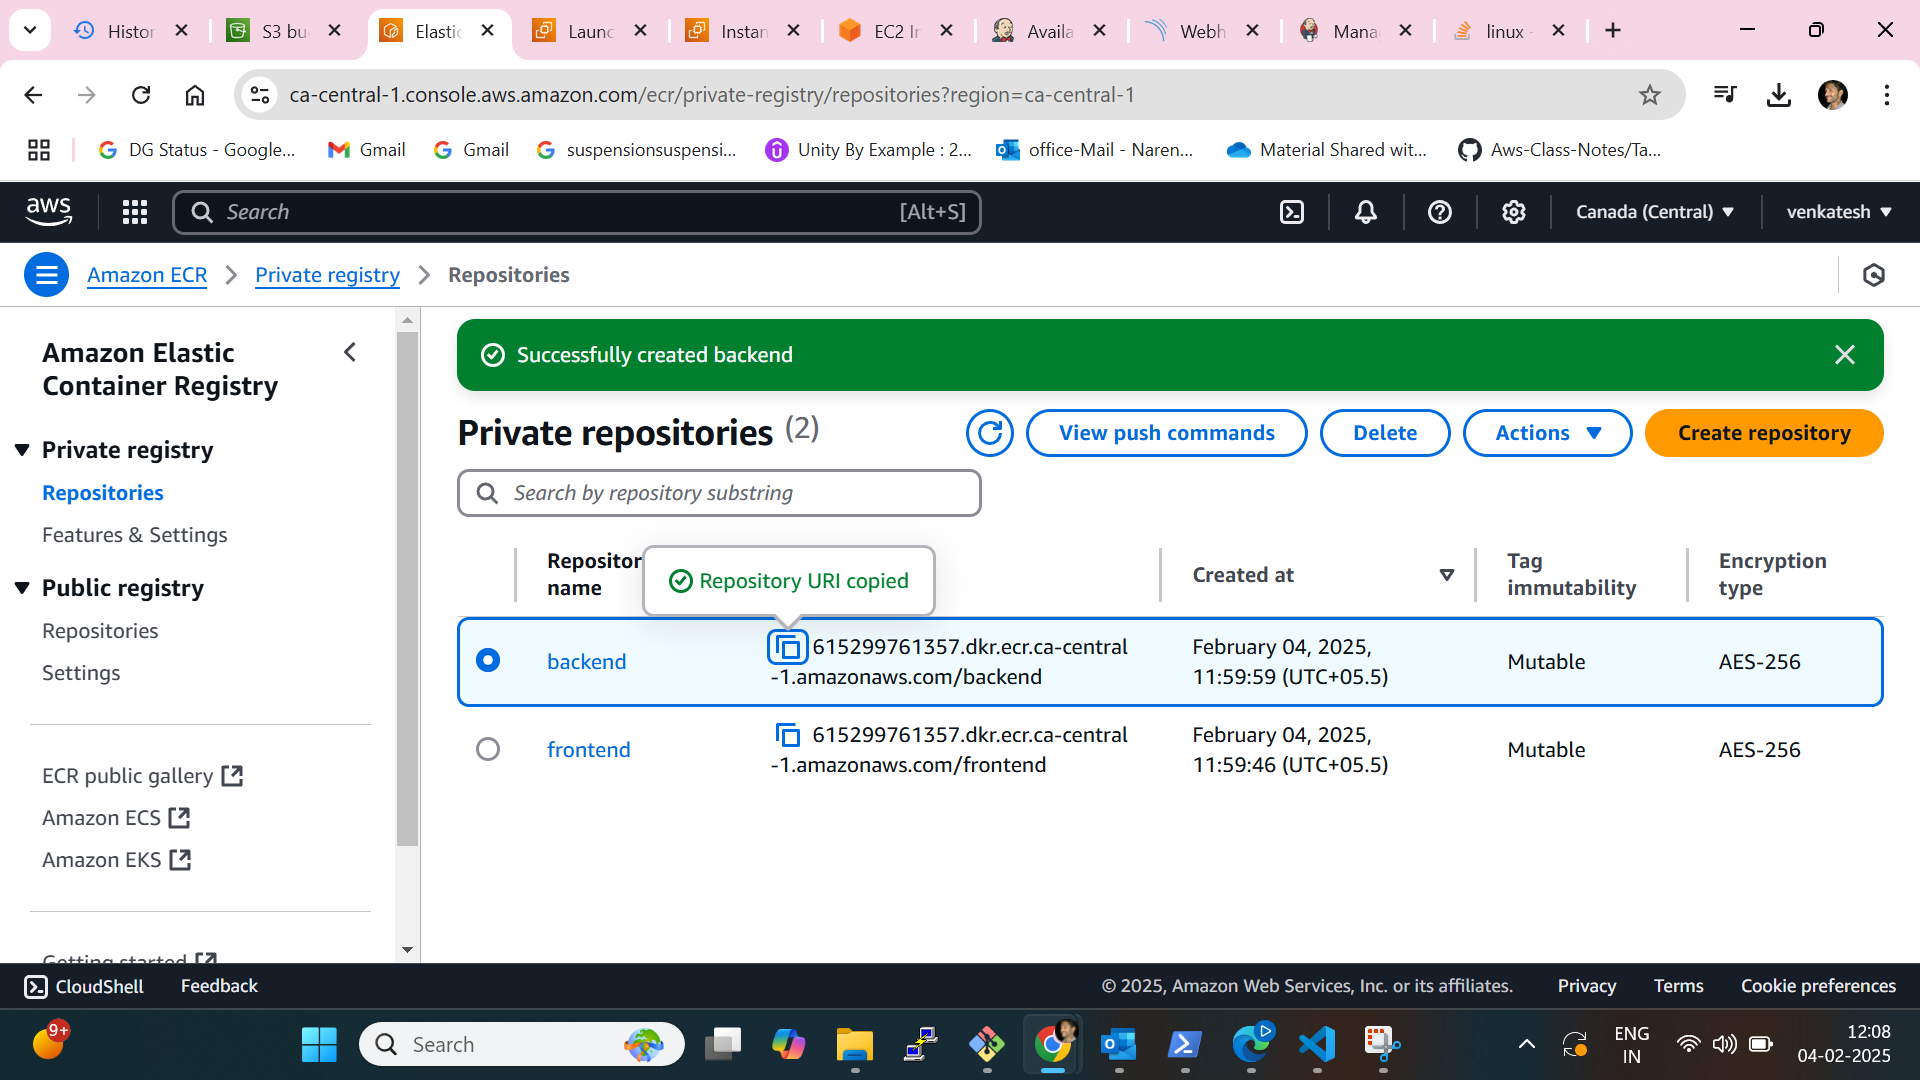 Histor
S3 bu
Elastic
Launc
Instan
EC2 In
Availa
Webh
Mana
linux -
ca-central-1.console.aws.amazon.com/ecr/private-registry/repositories?region=ca-central-1
DG Status - Google...
Gmail
Gmail
suspensionsuspensi...
Unity By Example : 2...
office-Mail - Naren...
Material Shared wit...
Aws-Class-Notes/Ta...
aws
Search
[Alt+S]
Canada (Central)
venkatesh
Amazon ECR
Private registry
Repositories
Amazon Elastic
Container Registry
Private registry
Repositories
Features & Settings
Public registry
Repositories
Settings
ECR public gallery
Amazon ECS
Amazon EKS
Getting started
Successfully created backend
Private repositories (2)
View push commands
Delete
Actions
Create repository
Search by repository substring
Repositor
name
Repository URI copied
Created at
Tag
immutability
Encryption
type
backend
615299761357.dkr.ecr.ca-central
-1.amazonaws.com/backend
February 04, 2025,
11:59:59 (UTC+05.5)
Mutable
AES-256
frontend
615299761357.dkr.ecr.ca-central
-1.amazonaws.com/frontend
February 04, 2025,
11:59:46 (UTC+05.5)
Mutable
AES-256
CloudShell
Feedback
© 2025, Amazon Web Services, Inc. or its affiliates.
Privacy
Terms
Cookie preferences
9+
Search
ENG
IN
12:08
04-02-2025